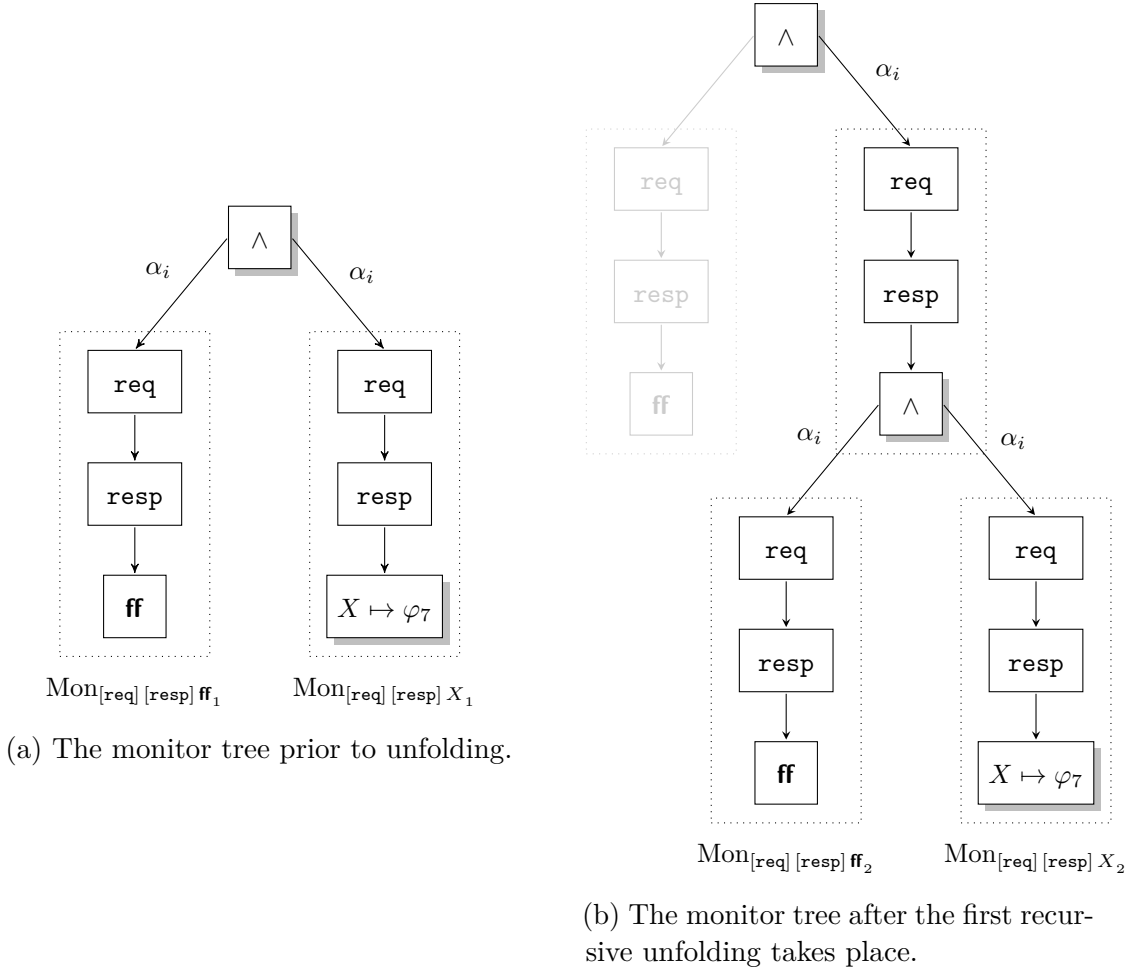 ∧
α_i
α_i
req
req
resp
resp
ff
X ↦ φ_7
Mon_{[req] [resp] ff_1}
Mon_{[req] [resp] X_1}
(a) The monitor tree prior to unfolding.
∧
α_i
req
req
resp
resp
ff
∧
α_i
α_i
req
req
resp
resp
ff
X ↦ φ_7
Mon_{[req] [resp] ff_2}
Mon_{[req] [resp] X_2}
(b) The monitor tree after the first recur-
sive unfolding takes place.